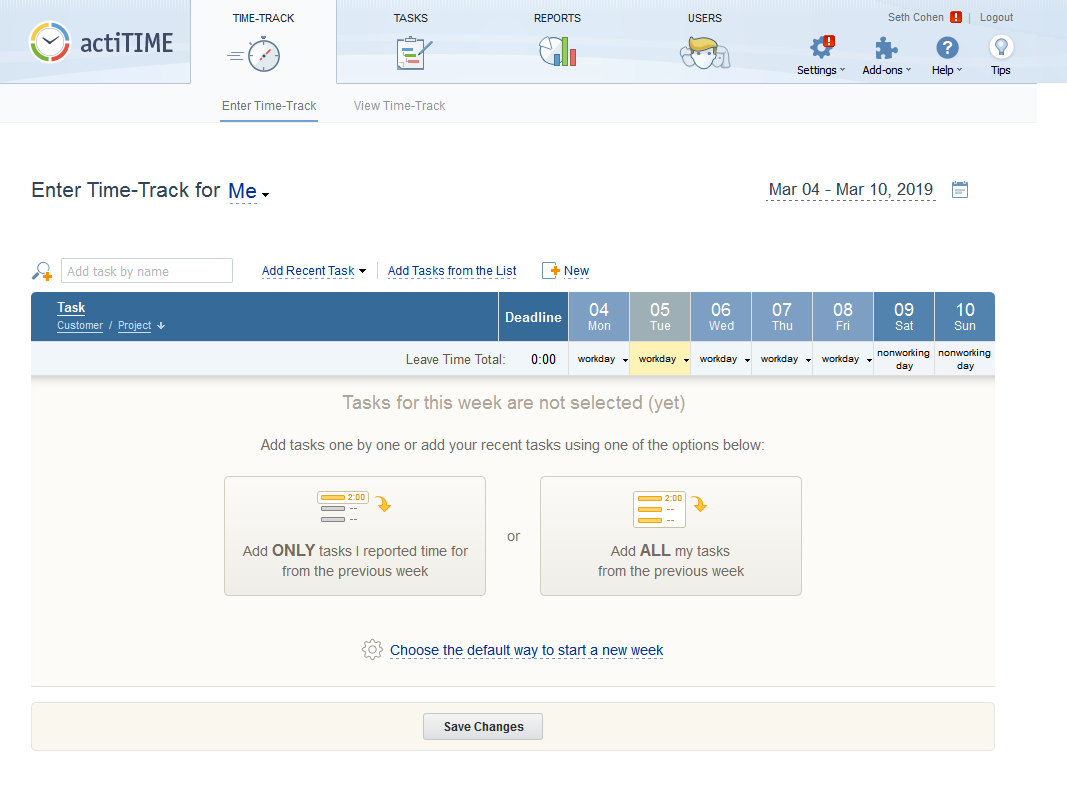 actiTIME
TIME-TRACK
TASKS
REPORTS
USERS
Seth Cohen ! | Logout
Settings
Add-ons
Help
Tips
Enter Time-Track
View Time-Track
Enter Time-Track for Me
Mar 04 - Mar 10, 2019
Add task by name
Add Recent Task
Add Tasks from the List
New
Task
Customer / Project
Deadline
04 Mon
05 Tue
06 Wed
07 Thu
08 Fri
09 Sat
10 Sun
Leave Time Total: 0:00
workday
workday
workday
workday
workday
nonworking
day
nonworking
day
Tasks for this week are not selected (yet)
Add tasks one by one or add your recent tasks using one of the options below:
2:00
--
--
Add ONLY tasks I reported time for
from the previous week
or
2:00
--
--
Add ALL my tasks
from the previous week
Choose the default way to start a new week
Save Changes